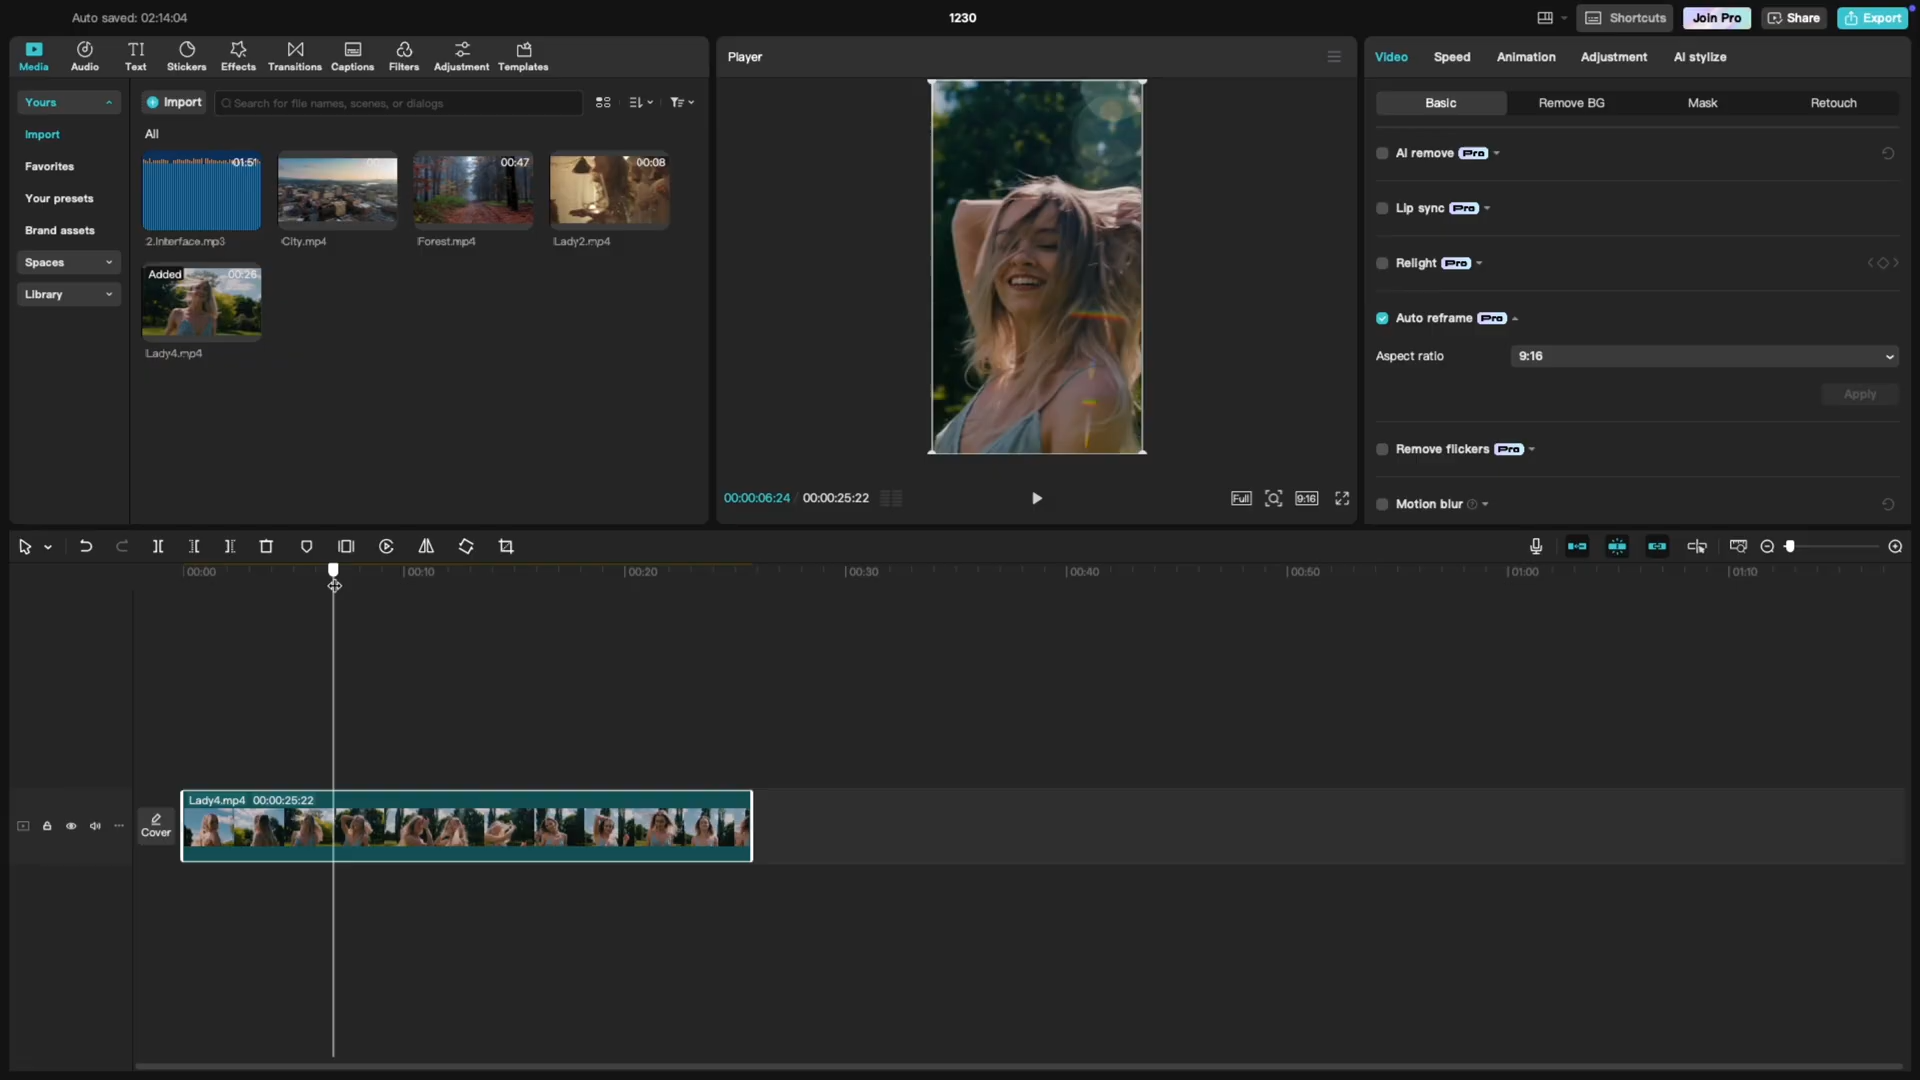 Auto saved: 02:14:04
1230
Shortcuts
Join Pro
Share
Export
Media
Audio
Text
Stickers
Effects
Transitions
Captions
Filters
Adjustment
Templates
Player
Video
Speed
Animation
Adjustment
AI stylize
Yours
Import
Favorites
Your presets
Brand assets
Spaces
Library
Import
Search for file names, scenes, or dialogs
All
01:51
2.Interface.mp3
City.mp4
00:47
Forest.mp4
00:08
Lady2.mp4
Added
00:26
Lady4.mp4
00:00:06:24 / 00:00:25:22
Full
9:16
Basic
Remove BG
Mask
Retouch
AI remove Pro
Lip sync Pro
Relight Pro
Auto reframe Pro
Aspect ratio
9:16
Apply
Remove flickers Pro
Motion blur
00:00
00:10
00:20
00:30
00:40
00:50
01:00
01:10
Cover
Lady4.mp4 00:00:25:22